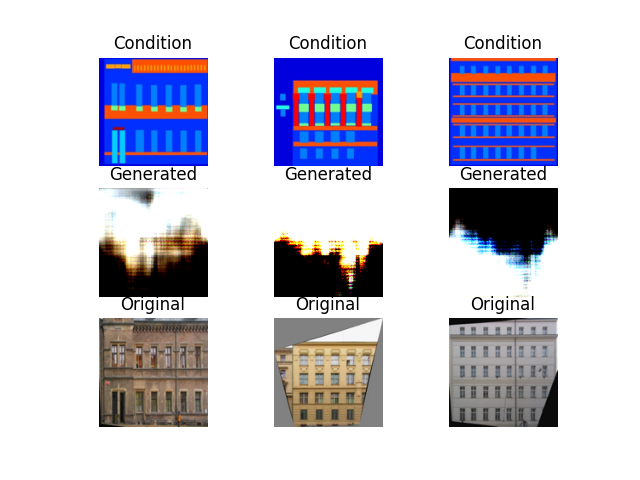 Condition Condition Condition
Generated Generated Generated
Original Original Original